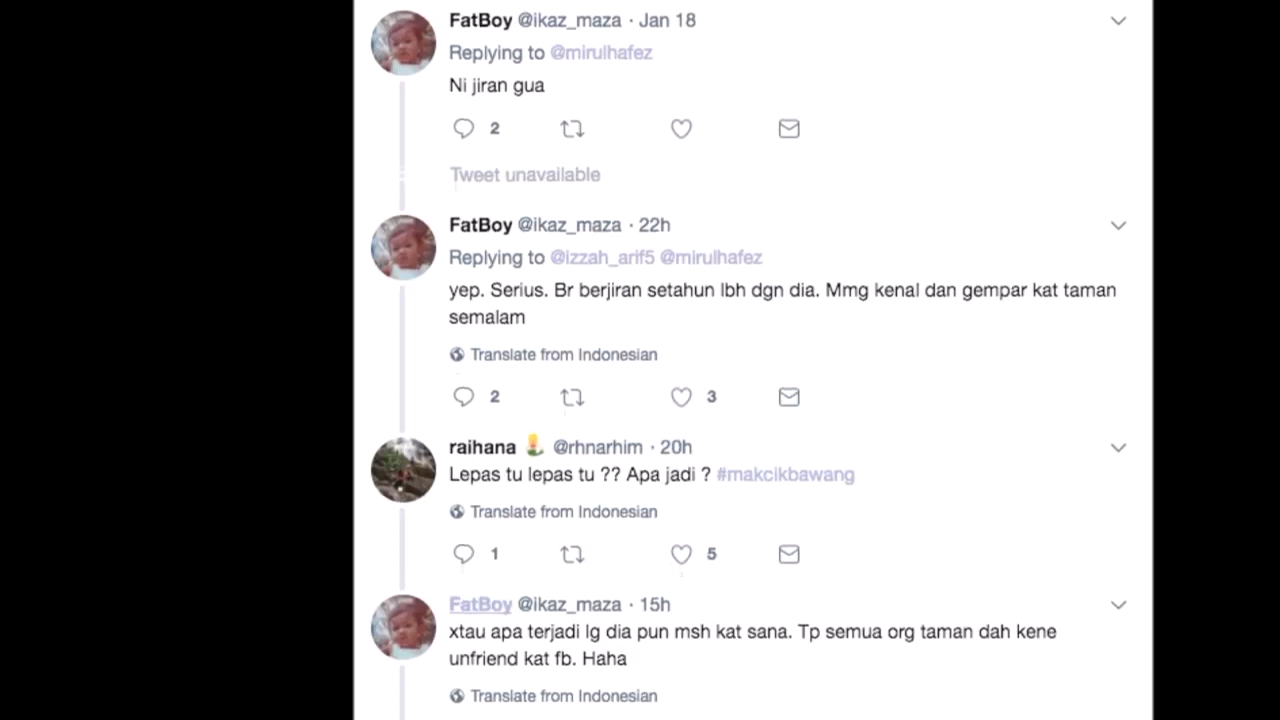 FatBoy @ikaz_maza · Jan 18
Replying to @mirulhafez
Ni jiran gua
2
Tweet unavailable
FatBoy @ikaz_maza · 22h
Replying to @izzah_arif5 @mirulhafez
yep. Serius. Br berjiran setahun lbh dgn dia. Mmg kenal dan gempar kat taman
semalam
Translate from Indonesian
2 3
raihana @rhnarhim · 20h
Lepas tu lepas tu ?? Apa jadi ? #makcikbawang
Translate from Indonesian
1 5
FatBoy @ikaz_maza · 15h
xtau apa terjadi lg dia pun msh kat sana. Tp semua org taman dah kene
unfriend kat fb. Haha
Translate from Indonesian